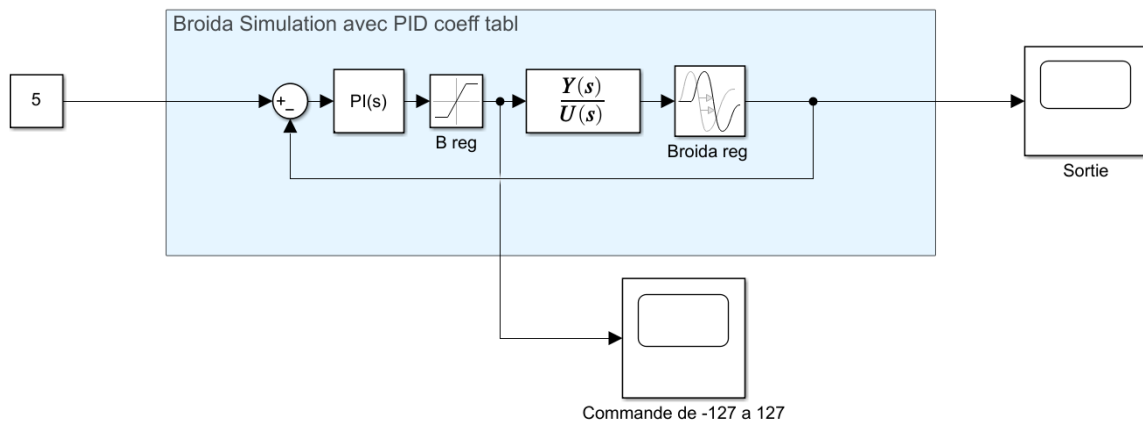 Broida Simulation avec PID coeff tabl
5
+
−
PI(s)
B reg
Y(s)
U(s)
Broida reg
Sortie
Commande de -127 a 127